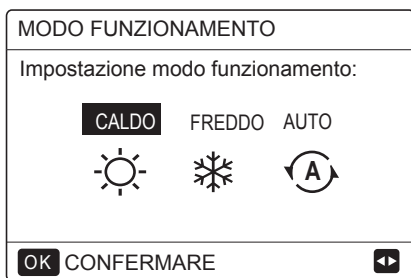 MODO FUNZIONAMENTO
Impostazione modo funzionamento:
CALDO FREDDO AUTO
A
OK CONFERMARE